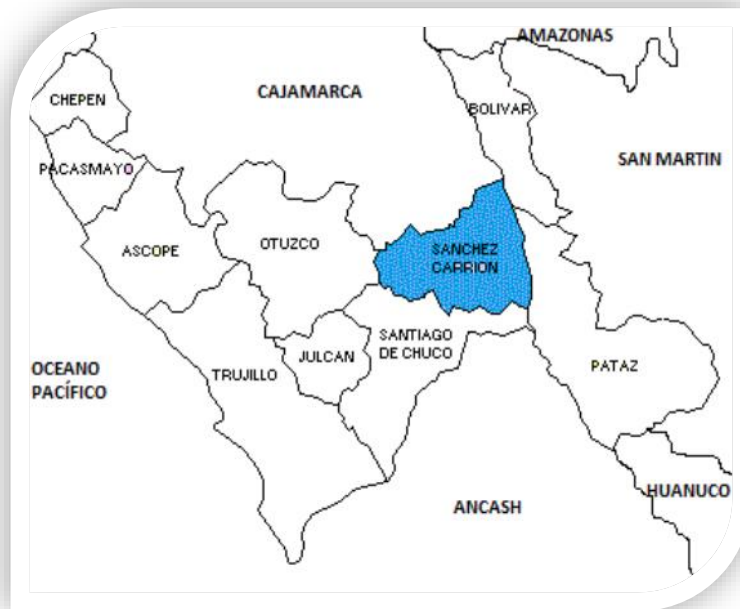 AMAZONAS
CHEPEN
CAJAMARCA
BOLIVAR
PACASMAYO
SAN MARTIN
ASCOPE
OTUZCO
SANCHEZ
CARRION
SANTIAGO
DE CHUCO
JULCAN
OCEANO
PACÍFICO
TRUJILLO
PATAZ
ANCASH
HUANUCO